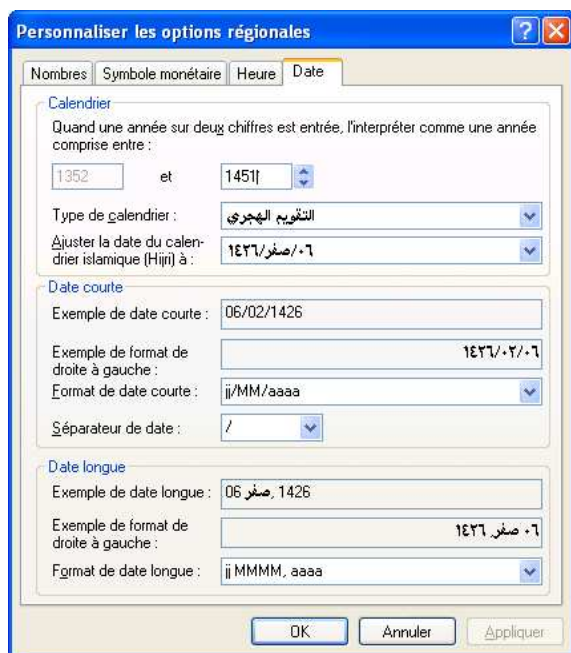 Personnaliser les options régionales
Nombres Symbole monétaire Heure Date
Calendrier
Quand une année sur deux chiffres est entrée, l'interpréter comme une année
comprise entre :
1352 et 1451
Type de calendrier : التقويم الهجري
Ajuster la date du calen-
drier islamique (Hijri) à : ٠٦/صفر/١٤٢٦
Date courte
Exemple de date courte : 06/02/1426
Exemple de format de
droite à gauche : ١٤٢٦/٠٢/٠٦
Format de date courte : jj/MM/aaaa
Séparateur de date : /
Date longue
Exemple de date longue : 06 صفر, 1426
Exemple de format de
droite à gauche : ٠٦ صفر, ١٤٢٦
Format de date longue : jj MMMM, aaaa
OK Annuler Appliquer